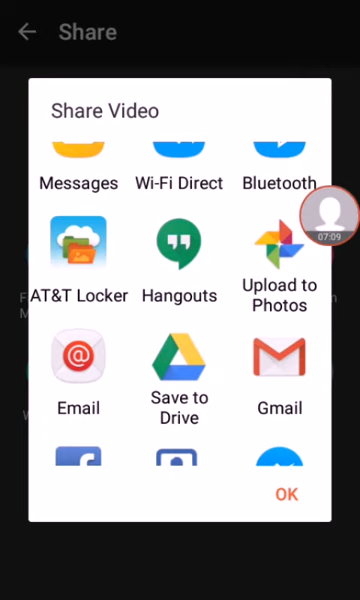 Share
Share Video
Messages
Wi-Fi Direct
Bluetooth
07:09
AT&T Locker
Hangouts
Upload to
Photos
Email
Save to
Drive
Gmail
OK